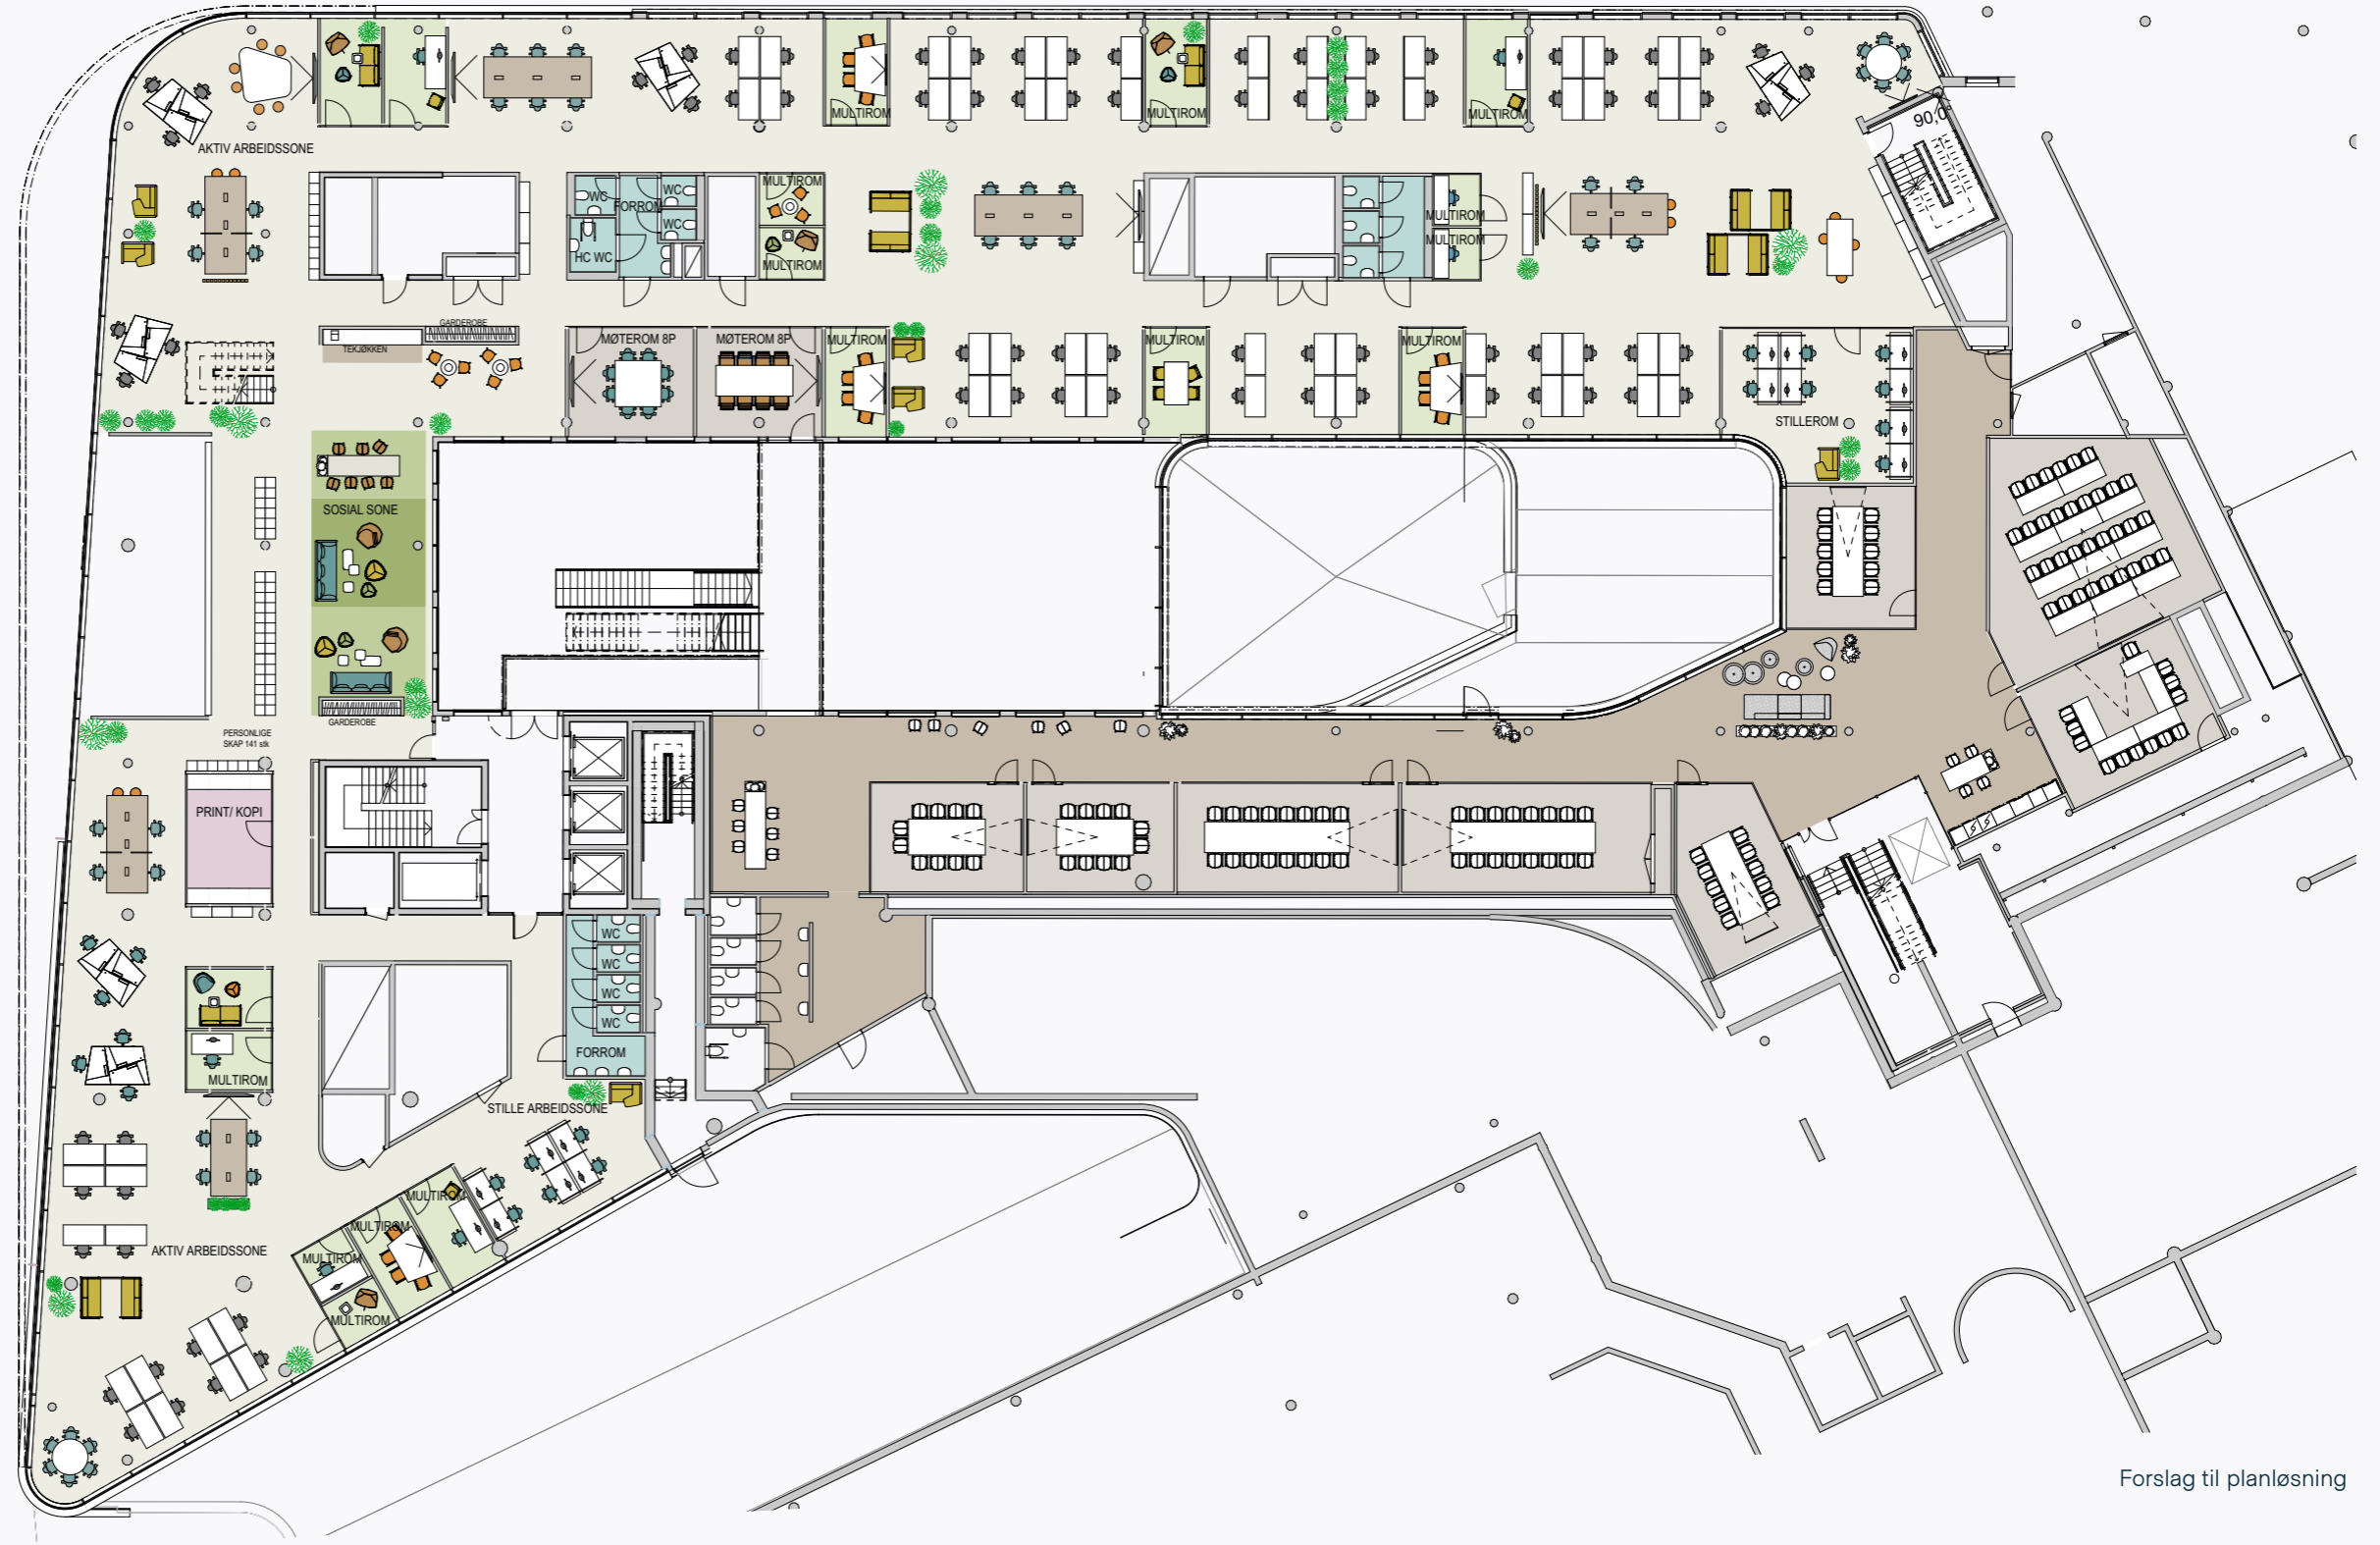 MULTIROM
MULTIROM
MULTIROM
90,0
AKTIV ARBEIDSSONE
WC
WC
FORROM
WC
HC WC
MULTIROM
MULTIROM
MULTIROM
MULTIROM
GARDEROBE
TEKJØKKEN
MØTEROM 8P
MØTEROM 8P
MULTIROM
MULTIROM
MULTIROM
STILLEROM
SOSIAL SONE
GARDEROBE
PERSONLIGE
SKAP 141 stk
PRINT/ KOPI
WC
WC
WC
WC
FORROM
MULTIROM
STILLE ARBEIDSSONE
MULTIROM
MULTIROM
MULTIROM
MULTIROM
AKTIV ARBEIDSSONE
Forslag til planløsning